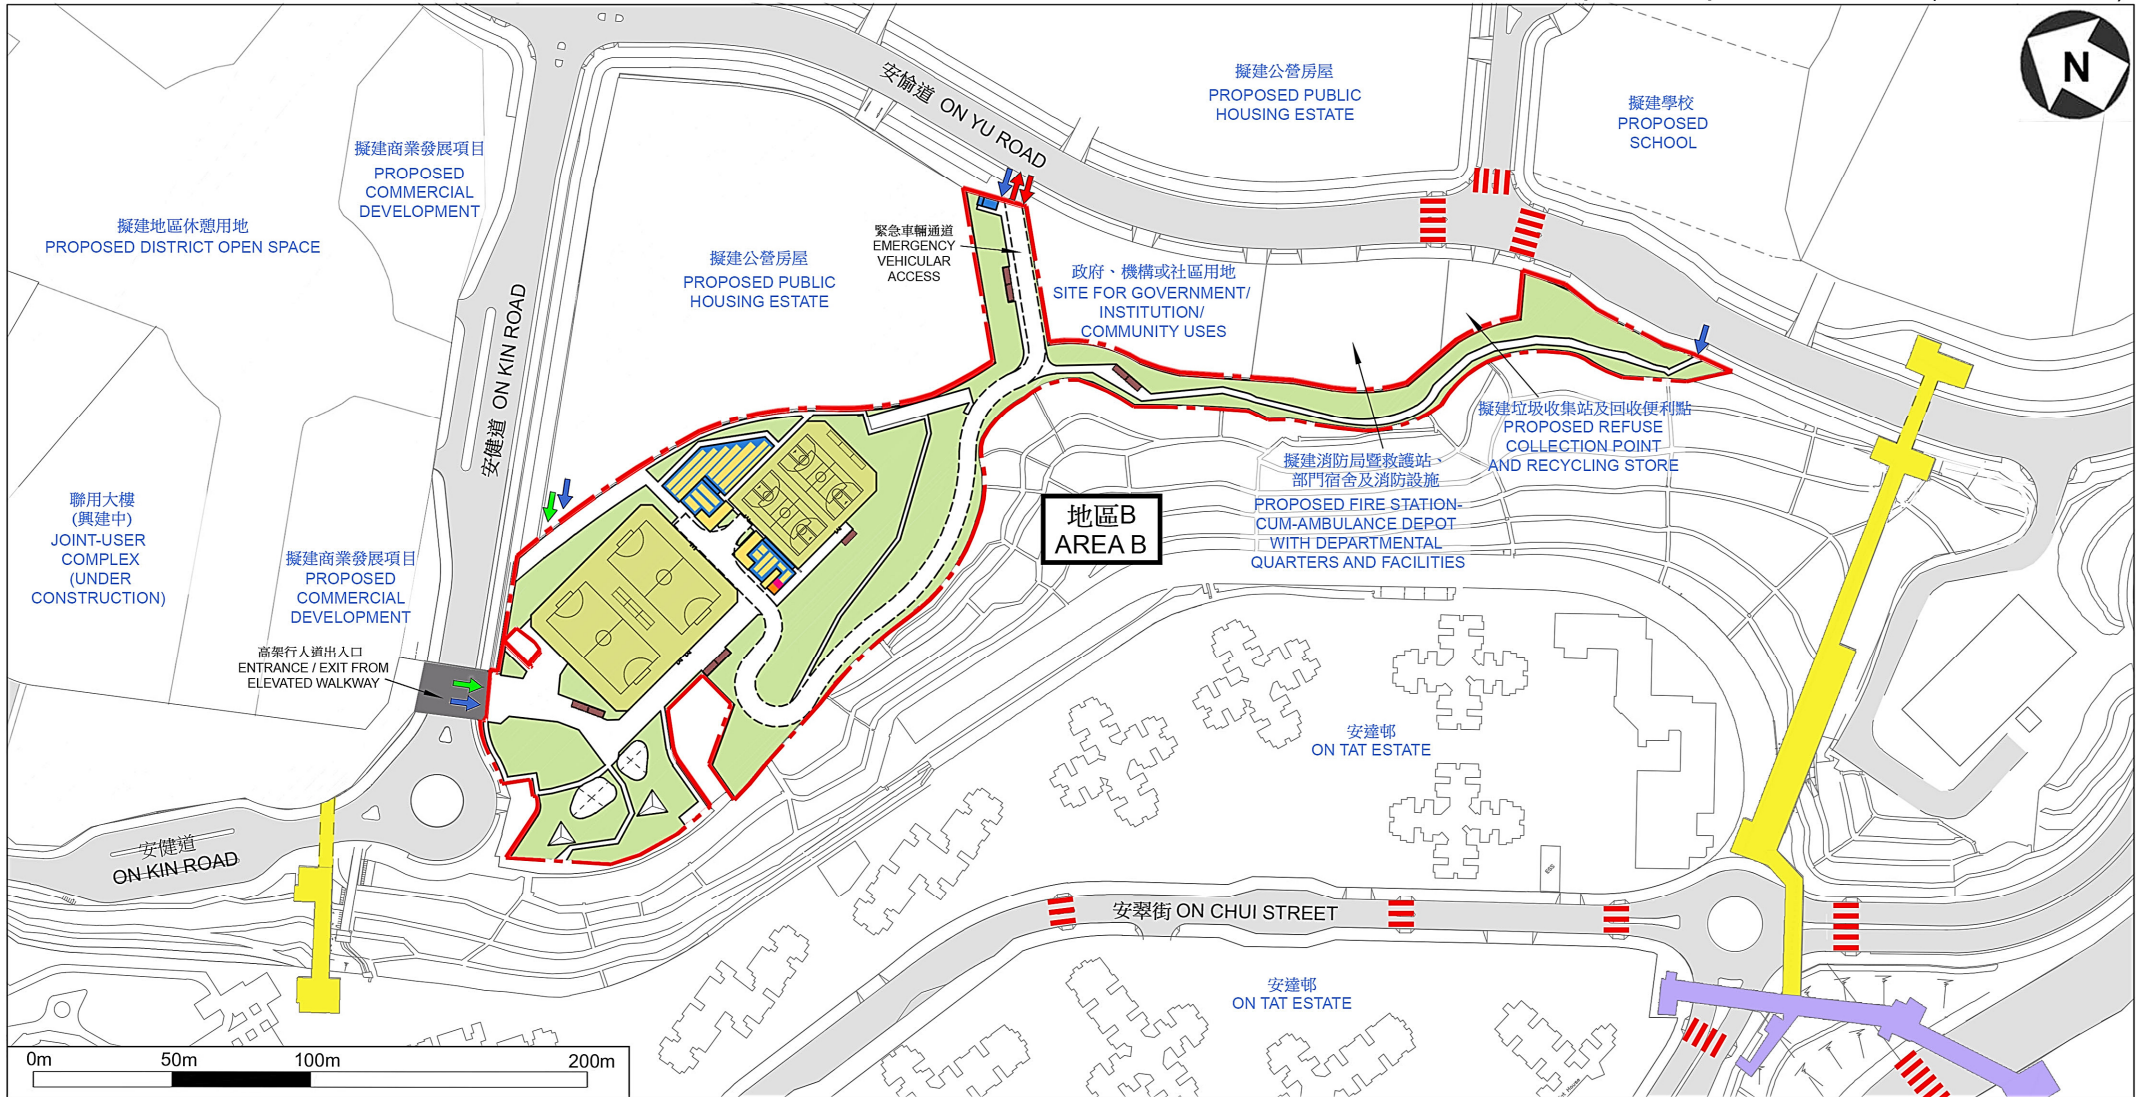 N
安愉道 ON YU ROAD
擬建公營房屋
PROPOSED PUBLIC
HOUSING ESTATE
擬建學校
PROPOSED
SCHOOL
擬建商業發展項目
PROPOSED
COMMERCIAL
DEVELOPMENT
擬建地區休憩用地
PROPOSED DISTRICT OPEN SPACE
擬建公營房屋
PROPOSED PUBLIC
HOUSING ESTATE
緊急車輛通道
EMERGENCY
VEHICULAR
ACCESS
政府、機構或社區用地
SITE FOR GOVERNMENT/
INSTITUTION/
COMMUNITY USES
安健道 ON KIN ROAD
擬建垃圾收集站及回收便利點
PROPOSED REFUSE
COLLECTION POINT
AND RECYCLING STORE
擬建消防局暨救護站、
部門宿舍及消防設施
PROPOSED FIRE STATION-
CUM-AMBULANCE DEPOT
WITH DEPARTMENTAL
QUARTERS AND FACILITIES
地區B
AREA B
聯用大樓
(興建中)
JOINT-USER
COMPLEX
(UNDER
CONSTRUCTION)
擬建商業發展項目
PROPOSED
COMMERCIAL
DEVELOPMENT
高架行人道出入口
ENTRANCE / EXIT FROM
ELEVATED WALKWAY
安達邨
ON TAT ESTATE
安健道
ON KIN ROAD
ESS
安翠街 ON CHUI STREET
安達邨
ON TAT ESTATE
0m 50m 100m 200m